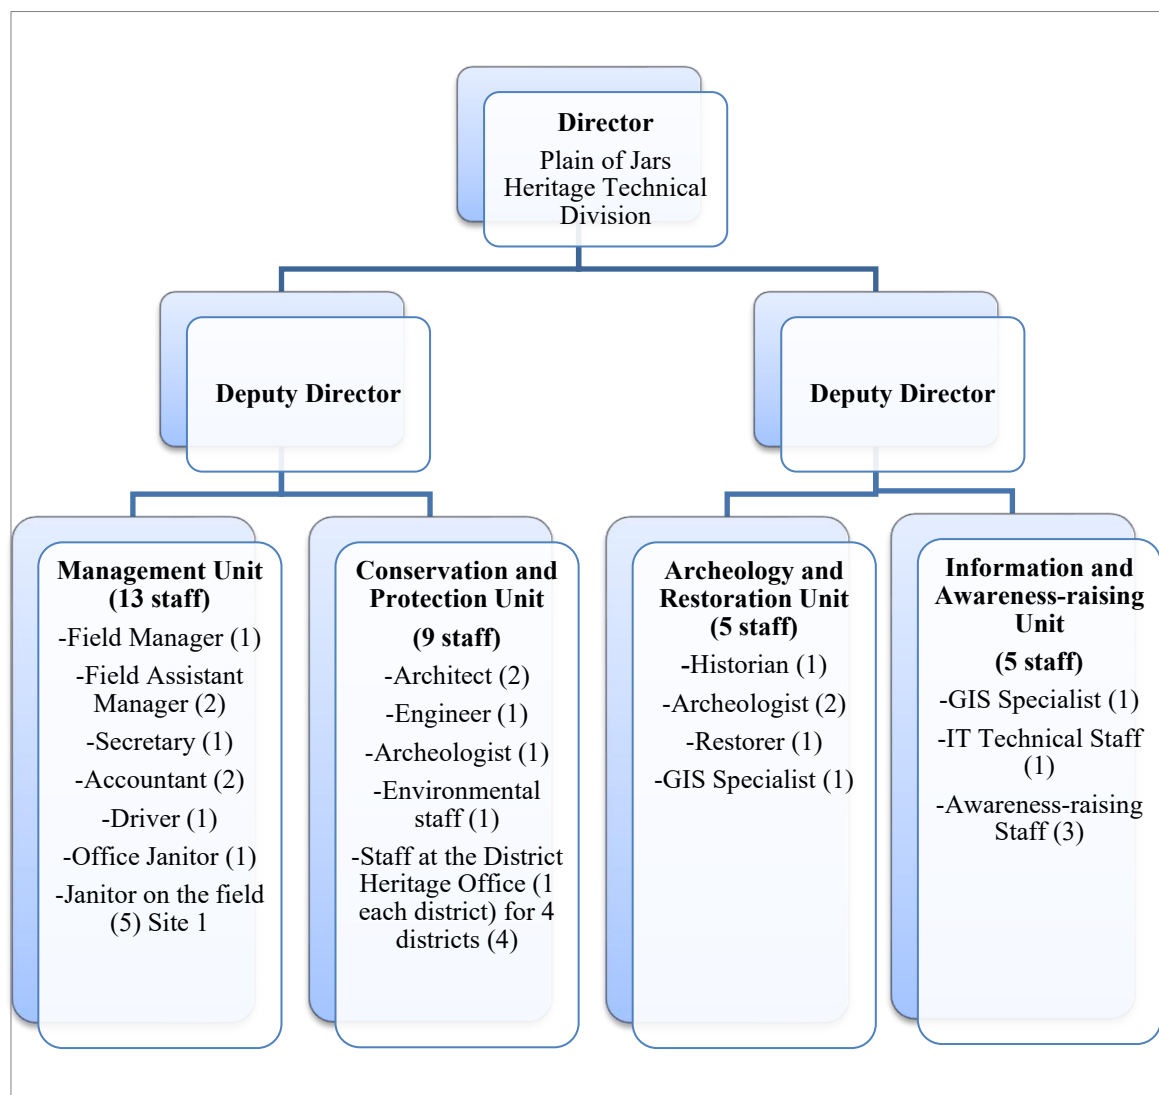 Director
Plain of Jars
Heritage Technical
Division
Deputy Director
Deputy Director
Management Unit
(13 staff)
-Field Manager (1)
-Field Assistant
Manager (2)
-Secretary (1)
-Accountant (2)
-Driver (1)
-Office Janitor (1)
-Janitor on the field
(5) Site 1
Conservation and
Protection Unit
(9 staff)
-Architect (2)
-Engineer (1)
-Archeologist (1)
-Environmental
staff (1)
-Staff at the District
Heritage Office (1
each district) for 4
districts (4)
Archeology and
Restoration Unit
(5 staff)
-Historian (1)
-Archeologist (2)
-Restorer (1)
-GIS Specialist (1)
Information and
Awareness-raising
Unit
(5 staff)
-GIS Specialist (1)
-IT Technical Staff
(1)
-Awareness-raising
Staff (3)